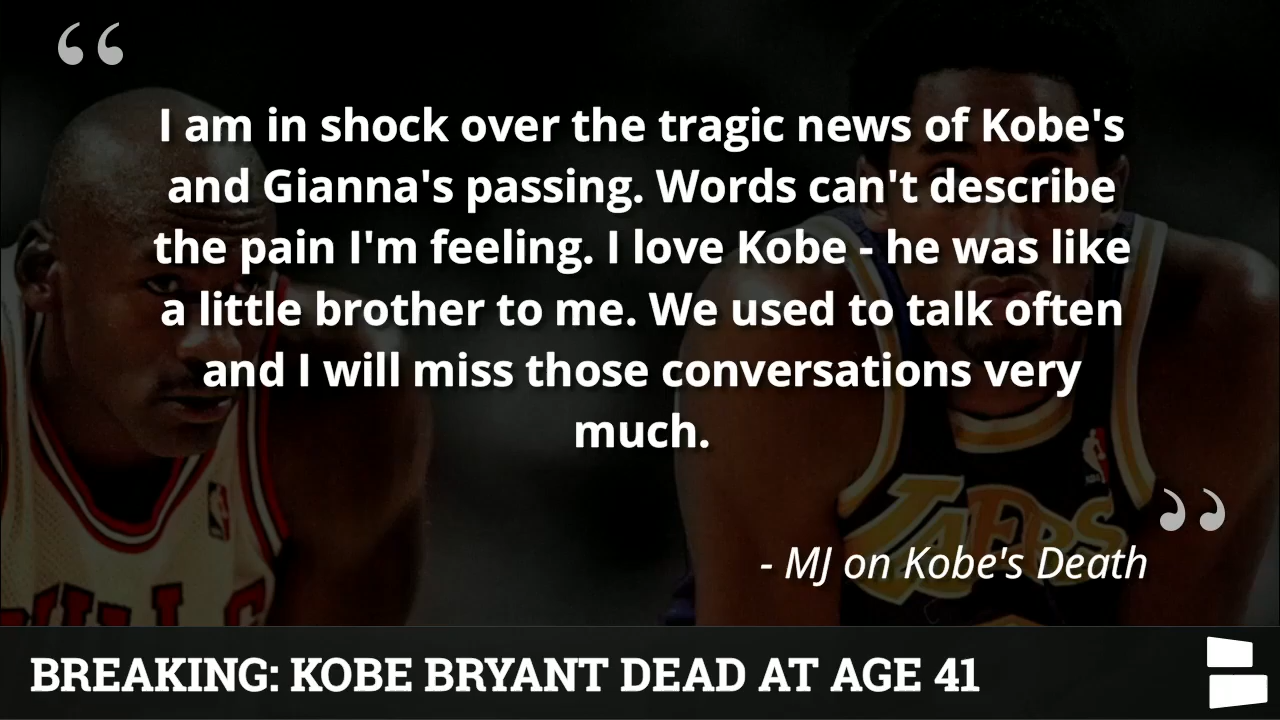 “
I am in shock over the tragic news of Kobe's
and Gianna's passing. Words can't describe
the pain I'm feeling. I love Kobe - he was like
a little brother to me. We used to talk often
and I will miss those conversations very
much.
”
- MJ on Kobe's Death
LAKERS
BREAKING: KOBE BRYANT DEAD AT AGE 41